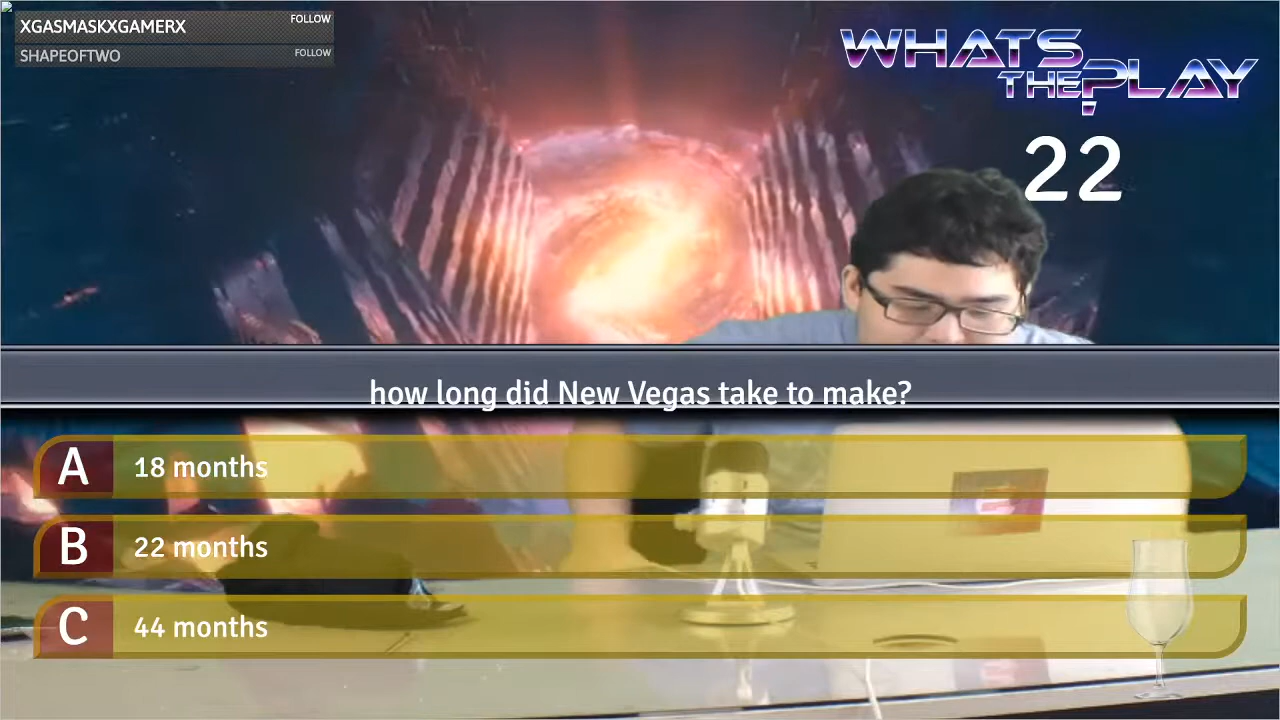 XGASMASKXGAMERX FOLLOW
SHAPEOFTWO FOLLOW
WHATS
THE PLAY
22
how long did New Vegas take to make?
A 18 months
B 22 months
C 44 months